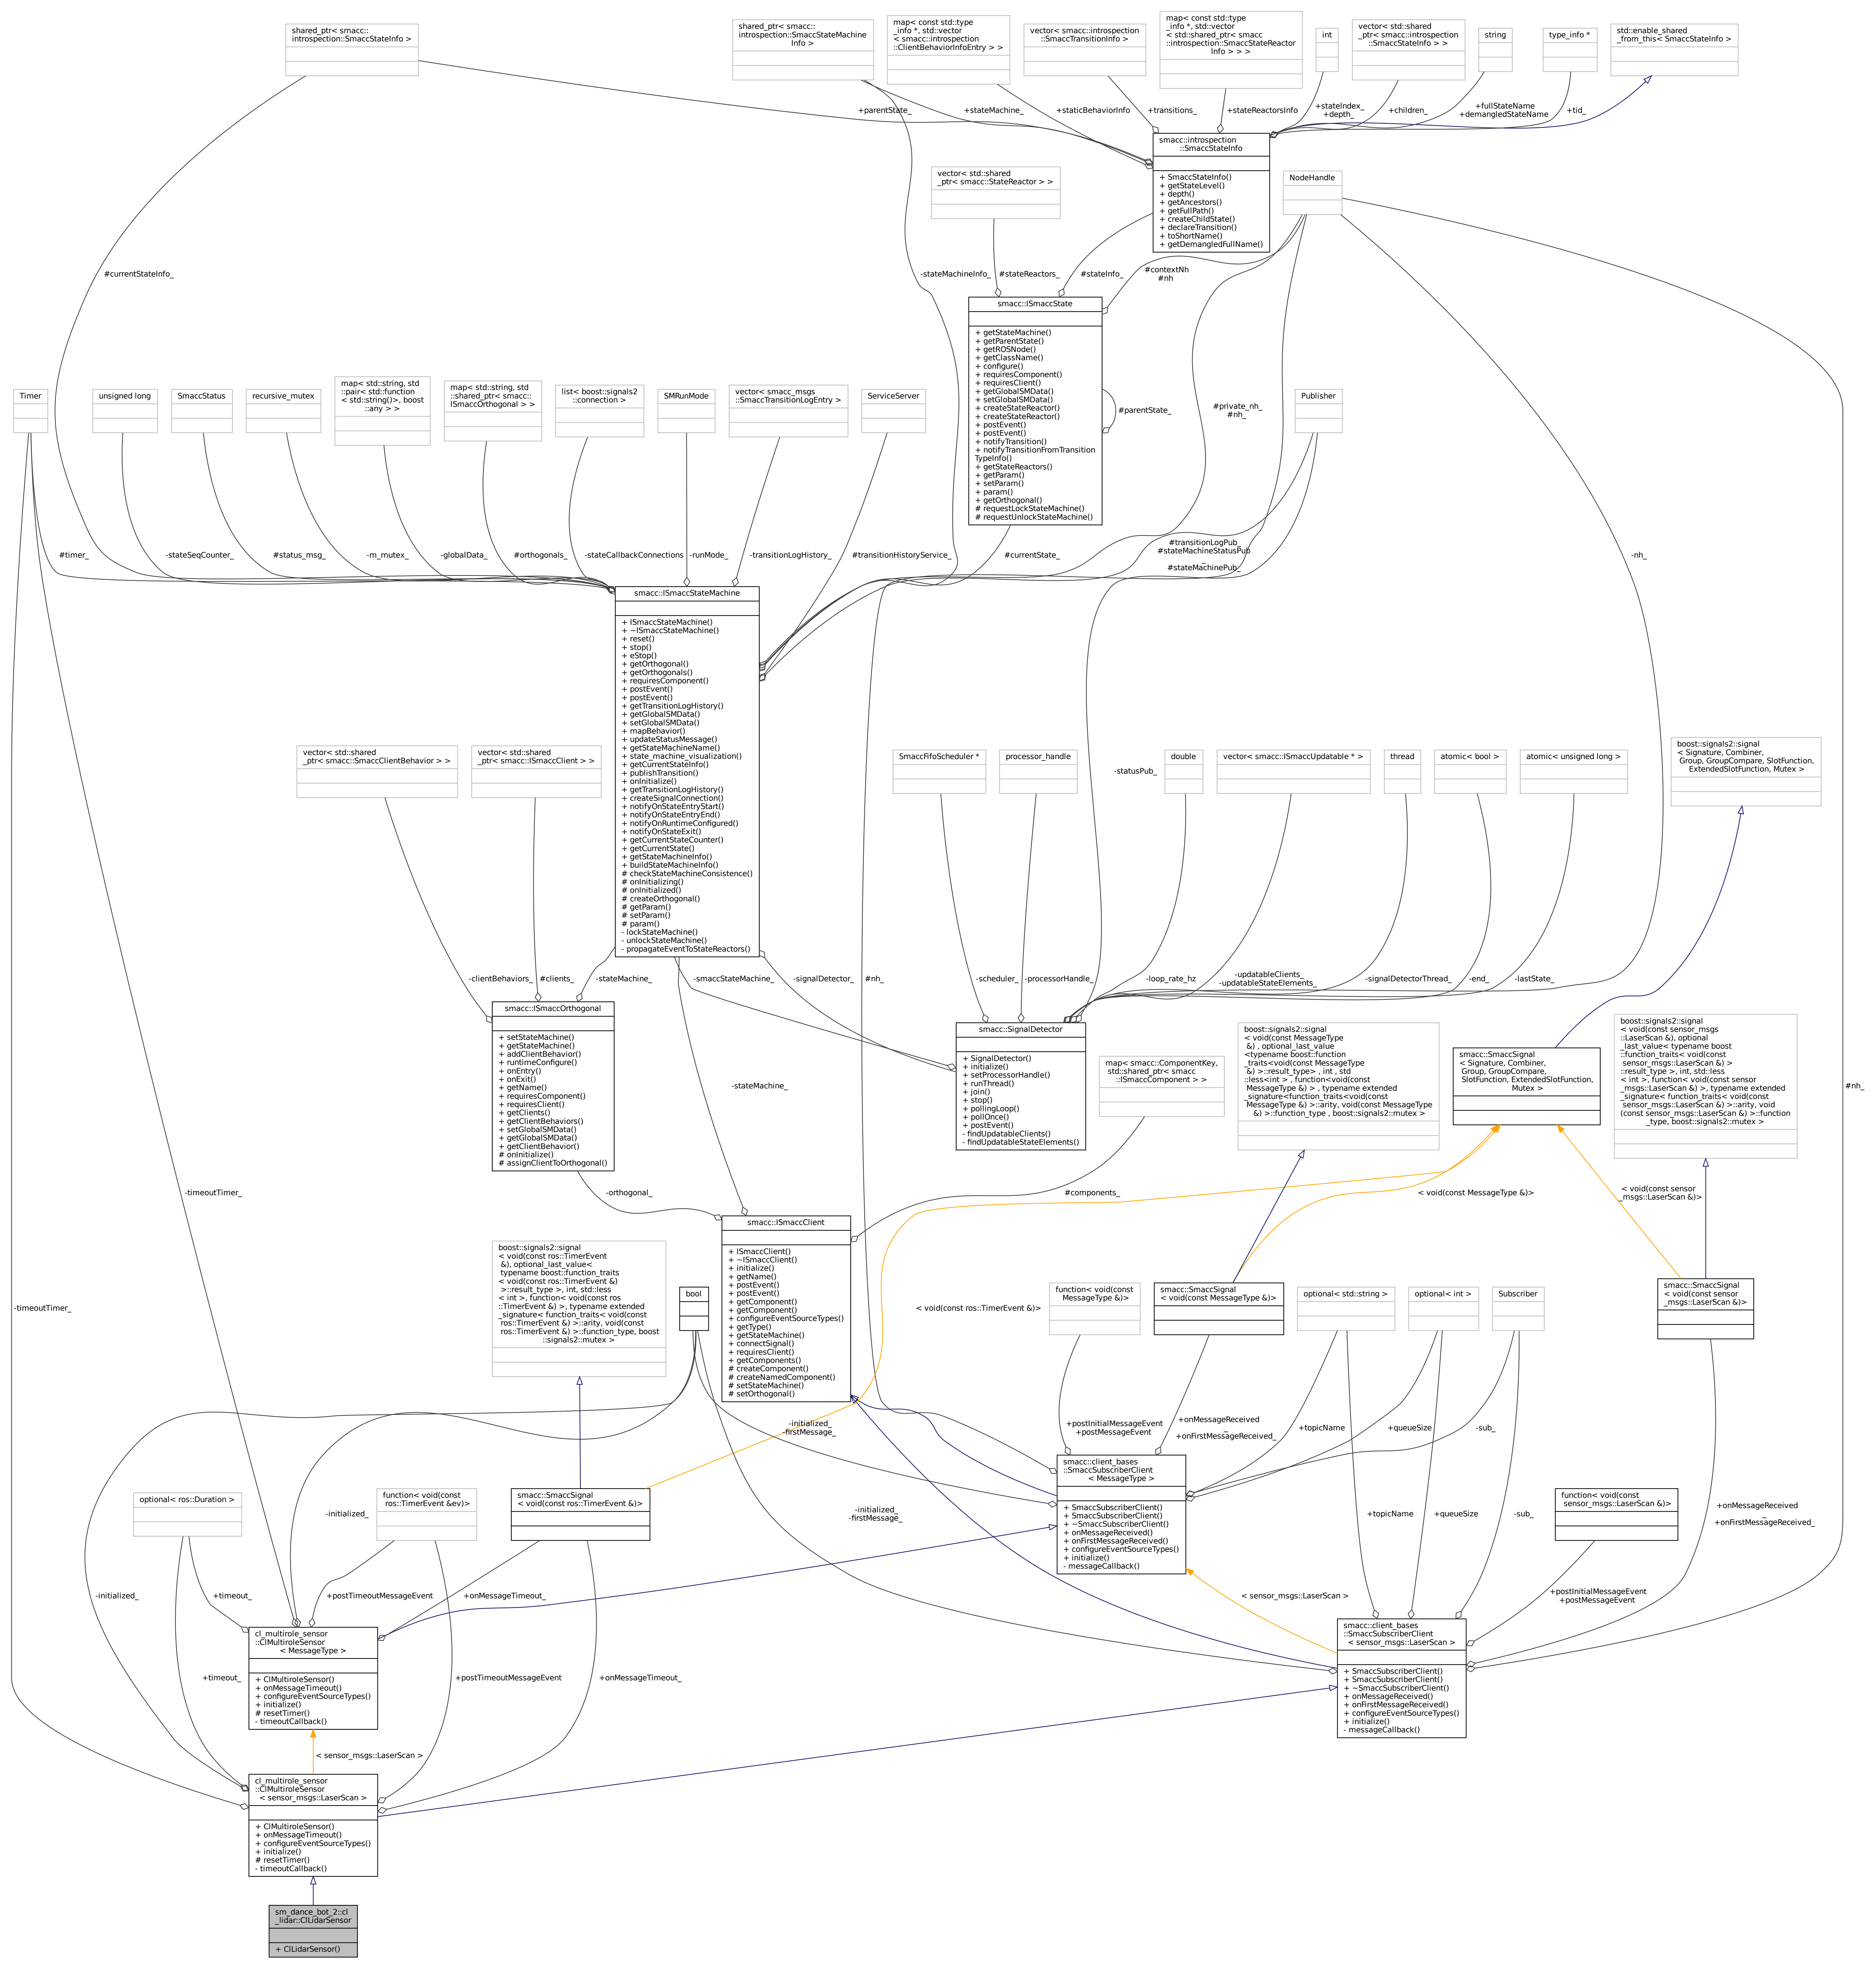 shared_ptr< smacc::
introspection::SmaccStateInfo >
shared_ptr< smacc::
introspection::SmaccStateMachine
Info >
map< const std::type
_info *, std::vector
< smacc::introspection
::ClientBehaviorInfoEntry > >
vector< smacc::introspection
::SmaccTransitionInfo >
map< const std::type
_info *, std::vector
< std::shared_ptr< smacc
::introspection::SmaccStateReactor
Info > > >
int
vector< std::shared
_ptr< smacc::introspection
::SmaccStateInfo > >
string
type_info *
std::enable_shared
_from_this< SmaccStateInfo >
+parentState_
+stateMachine_
+staticBehaviorInfo
+transitions_
+stateReactorsInfo
+stateIndex_
+depth_
+children_
+fullStateName
+demangledStateName
+tid_
smacc::introspection
::SmaccStateInfo
+ SmaccStateInfo()
+ getStateLevel()
+ depth()
+ getAncestors()
+ getFullPath()
+ createChildState()
+ declareTransition()
+ toShortName()
+ getDemangledFullName()
vector< std::shared
_ptr< smacc::StateReactor > >
NodeHandle
#currentStateInfo_
-stateMachineInfo_
#stateReactors_
#stateInfo_
#contextNh
#nh
smacc::ISmaccState
+ getStateMachine()
+ getParentState()
+ getROSNode()
+ getClassName()
+ configure()
+ requiresComponent()
+ requiresClient()
+ getGlobalSMData()
+ setGlobalSMData()
+ createStateReactor()
+ createStateReactor()
+ postEvent()
+ postEvent()
+ notifyTransition()
+ notifyTransitionFromTransition
TypeInfo()
+ getStateReactors()
+ getParam()
+ setParam()
+ param()
+ getOrthogonal()
# requestLockStateMachine()
# requestUnlockStateMachine()
#parentState_
#private_nh_
#nh_
Publisher
Timer
unsigned long
SmaccStatus
recursive_mutex
map< std::string, std
::pair< std::function
< std::string()>, boost
::any > >
map< std::string, std
::shared_ptr< smacc::
ISmaccOrthogonal > >
list< boost::signals2
::connection >
SMRunMode
vector< smacc_msgs
::SmaccTransitionLogEntry >
ServiceServer
#timer_
-stateSeqCounter_
#status_msg_
-m_mutex_
-globalData_
#orthogonals_
-stateCallbackConnections
-runMode_
-transitionLogHistory_
#transitionHistoryService_
#currentState_
#transitionLogPub_
#stateMachineStatusPub
_
#stateMachinePub_
-nh_
smacc::ISmaccStateMachine
+ ISmaccStateMachine()
+ ~ISmaccStateMachine()
+ reset()
+ stop()
+ eStop()
+ getOrthogonal()
+ getOrthogonals()
+ requiresComponent()
+ postEvent()
+ postEvent()
+ getTransitionLogHistory()
+ getGlobalSMData()
+ setGlobalSMData()
+ mapBehavior()
+ updateStatusMessage()
+ getStateMachineName()
+ state_machine_visualization()
+ getCurrentStateInfo()
+ publishTransition()
+ onInitialize()
+ getTransitionLogHistory()
+ createSignalConnection()
+ notifyOnStateEntryStart()
+ notifyOnStateEntryEnd()
+ notifyOnRuntimeConfigured()
+ notifyOnStateExit()
+ getCurrentStateCounter()
+ getCurrentState()
+ getStateMachineInfo()
+ buildStateMachineInfo()
# checkStateMachineConsistence()
# onInitializing()
# onInitialized()
# createOrthogonal()
# getParam()
# setParam()
# param()
- lockStateMachine()
- unlockStateMachine()
- propagateEventToStateReactors()
vector< std::shared
_ptr< smacc::SmaccClientBehavior > >
vector< std::shared
_ptr< smacc::ISmaccClient > >
SmaccFifoScheduler *
processor_handle
-statusPub_
double
vector< smacc::ISmaccUpdatable * >
thread
atomic< bool >
atomic< unsigned long >
boost::signals2::signal
< Signature, Combiner,
Group, GroupCompare, SlotFunction,
ExtendedSlotFunction, Mutex >
-clientBehaviors_
#clients_
-stateMachine_
-smaccStateMachine_
-signalDetector_
#nh_
-scheduler_
-processorHandle_
-loop_rate_hz
-updatableClients_
-updatableStateElements_
-signalDetectorThread_
-end_
-lastState_
smacc::ISmaccOrthogonal
+ setStateMachine()
+ getStateMachine()
+ addClientBehavior()
+ runtimeConfigure()
+ onEntry()
+ onExit()
+ getName()
+ requiresComponent()
+ requiresClient()
+ getClients()
+ getClientBehaviors()
+ setGlobalSMData()
+ getGlobalSMData()
+ getClientBehavior()
# onInitialize()
# assignClientToOrthogonal()
smacc::SignalDetector
+ SignalDetector()
+ initialize()
+ setProcessorHandle()
+ runThread()
+ join()
+ stop()
+ pollingLoop()
+ pollOnce()
+ postEvent()
- findUpdatableClients()
- findUpdatableStateElements()
map< smacc::ComponentKey,
std::shared_ptr< smacc
::ISmaccComponent > >
boost::signals2::signal
< void(const MessageType
&) , optional_last_value
<typename boost::function
_traits<void(const MessageType
&) >::result_type> , int , std
::less<int > , function<void(const
MessageType &) > , typename extended
_signature<function_traits<void(const
MessageType &) >::arity, void(const MessageType
&) >::function_type , boost::signals2::mutex >
smacc::SmaccSignal
< Signature, Combiner,
Group, GroupCompare,
SlotFunction, ExtendedSlotFunction,
Mutex >
boost::signals2::signal
< void(const sensor_msgs
::LaserScan &), optional
_last_value< typename boost
::function_traits< void(const
sensor_msgs::LaserScan &) >
::result_type >, int, std::less
< int >, function< void(const sensor
_msgs::LaserScan &) >, typename extended
_signature< function_traits< void(const
sensor_msgs::LaserScan &) >::arity, void
(const sensor_msgs::LaserScan &) >::function
_type, boost::signals2::mutex >
#nh_
-stateMachine_
-timeoutTimer_
-orthogonal_
#components_
< void(const MessageType &)>
< void(const sensor
_msgs::LaserScan &)>
smacc::ISmaccClient
+ ISmaccClient()
+ ~ISmaccClient()
+ initialize()
+ getName()
+ postEvent()
+ postEvent()
+ getComponent()
+ getComponent()
+ configureEventSourceTypes()
+ getType()
+ getStateMachine()
+ connectSignal()
+ requiresClient()
+ getComponents()
# createComponent()
# createNamedComponent()
# setStateMachine()
# setOrthogonal()
boost::signals2::signal
< void(const ros::TimerEvent
&), optional_last_value<
typename boost::function_traits
< void(const ros::TimerEvent &)
>::result_type >, int, std::less
< int >, function< void(const ros
::TimerEvent &) >, typename extended
_signature< function_traits< void(const
ros::TimerEvent &) >::arity, void(const
ros::TimerEvent &) >::function_type, boost
::signals2::mutex >
bool
-timeoutTimer_
< void(const ros::TimerEvent &)>
function< void(const
MessageType &)>
smacc::SmaccSignal
< void(const MessageType &)>
optional< std::string >
optional< int >
Subscriber
smacc::SmaccSignal
< void(const sensor
_msgs::LaserScan &)>
-initialized_
-firstMessage_
+postInitialMessageEvent
+postMessageEvent
+onMessageReceived
_
+onFirstMessageReceived_
+topicName
+queueSize
-sub_
smacc::client_bases
::SmaccSubscriberClient
< MessageType >
+ SmaccSubscriberClient()
+ SmaccSubscriberClient()
+ ~SmaccSubscriberClient()
+ onMessageReceived()
+ onFirstMessageReceived()
+ configureEventSourceTypes()
+ initialize()
- messageCallback()
optional< ros::Duration >
-initialized_
function< void(const
ros::TimerEvent &ev)>
smacc::SmaccSignal
< void(const ros::TimerEvent &)>
-initialized_
-firstMessage_
+topicName
+queueSize
-sub_
function< void(const
sensor_msgs::LaserScan &)>
+onMessageReceived
_
+onFirstMessageReceived_
-initialized_
+timeout_
+postTimeoutMessageEvent
+onMessageTimeout_
< sensor_msgs::LaserScan >
+postInitialMessageEvent
+postMessageEvent
cl_multirole_sensor
::ClMultiroleSensor
< MessageType >
+ ClMultiroleSensor()
+ onMessageTimeout()
+ configureEventSourceTypes()
+ initialize()
# resetTimer()
- timeoutCallback()
smacc::client_bases
::SmaccSubscriberClient
< sensor_msgs::LaserScan >
+ SmaccSubscriberClient()
+ SmaccSubscriberClient()
+ ~SmaccSubscriberClient()
+ onMessageReceived()
+ onFirstMessageReceived()
+ configureEventSourceTypes()
+ initialize()
- messageCallback()
+timeout_
+postTimeoutMessageEvent
+onMessageTimeout_
< sensor_msgs::LaserScan >
cl_multirole_sensor
::ClMultiroleSensor
< sensor_msgs::LaserScan >
+ ClMultiroleSensor()
+ onMessageTimeout()
+ configureEventSourceTypes()
+ initialize()
# resetTimer()
- timeoutCallback()
sm_dance_bot_2::cl
_lidar::ClLidarSensor
+ ClLidarSensor()